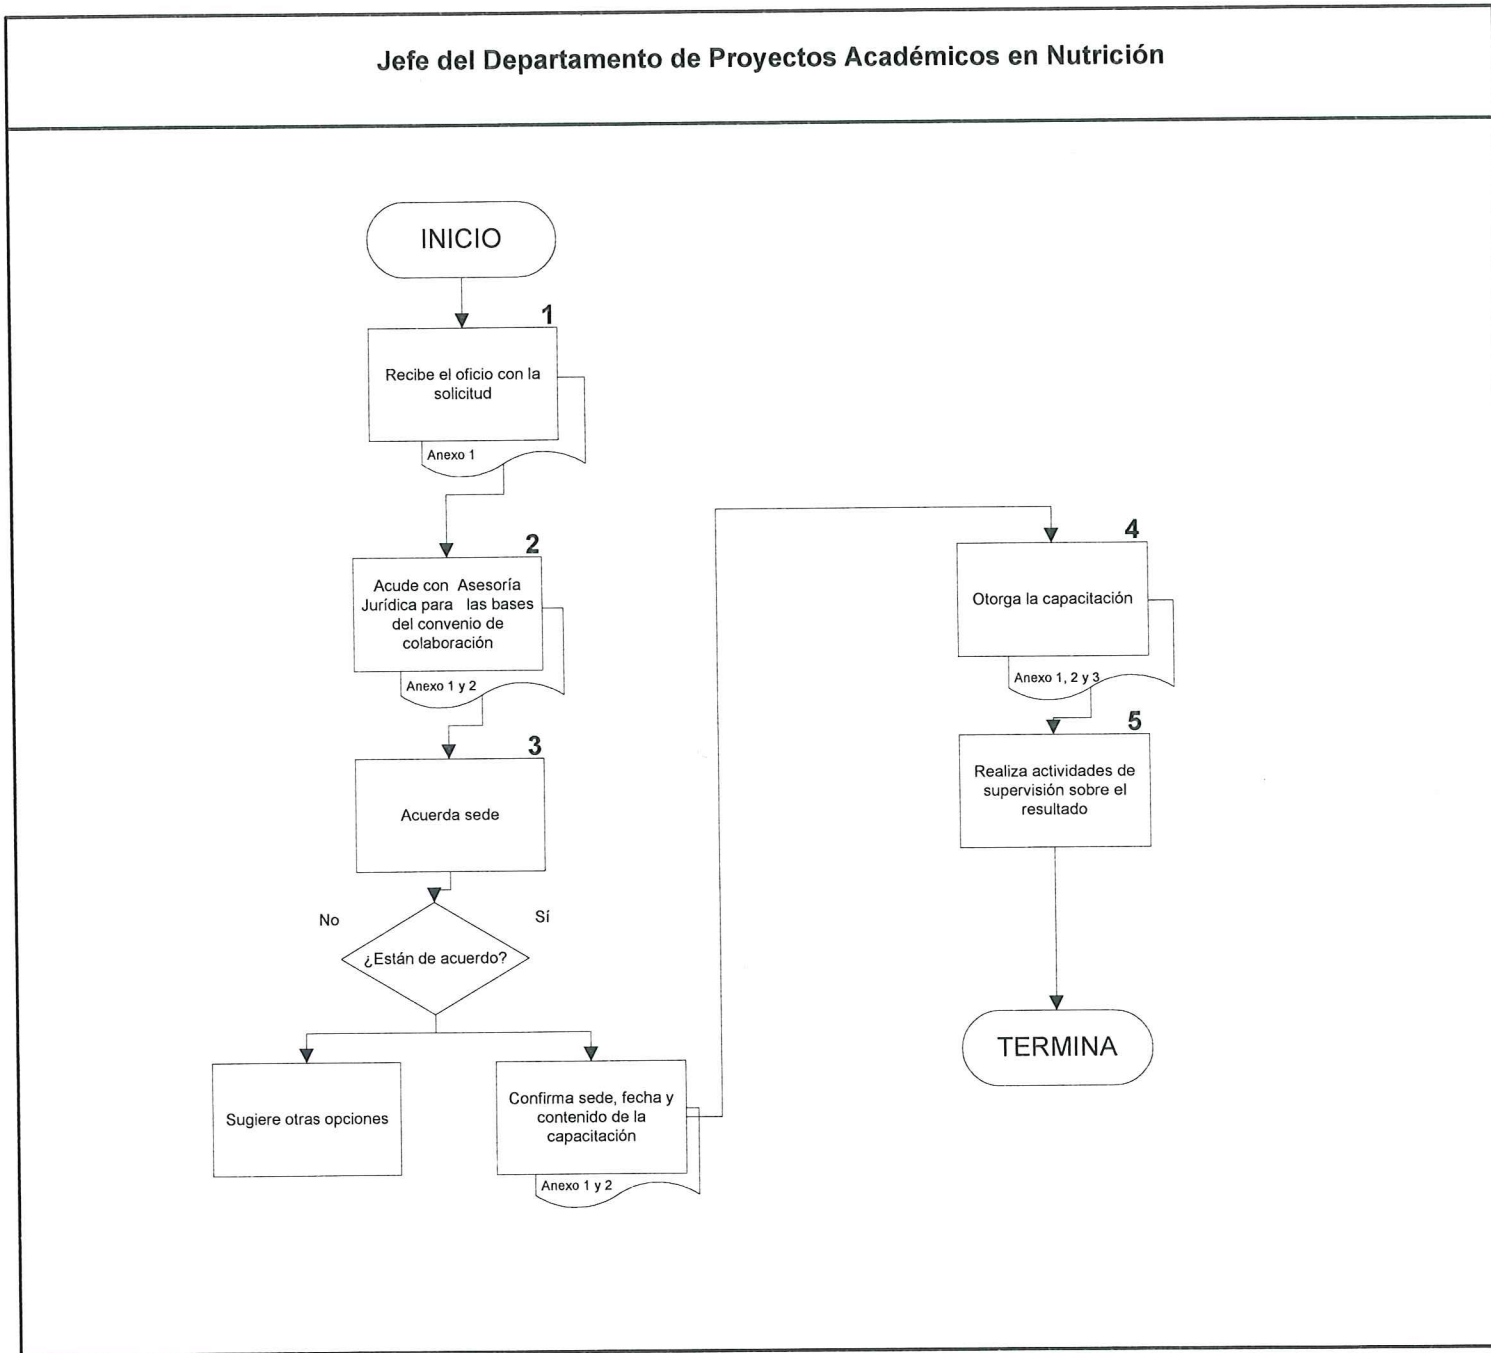 Jefe del Departamento de Proyectos Académicos en Nutrición
INICIO
1
Recibe el oficio con la
solicitud
Anexo 1
2
Acude con Asesoría
Jurídica para las bases
del convenio de
colaboración
Anexo 1 y 2
3
Acuerda sede
No
Sí
¿Están de acuerdo?
Sugiere otras opciones
Confirma sede, fecha y
contenido de la
capacitación
Anexo 1 y 2
4
Otorga la capacitación
Anexo 1, 2 y 3
5
Realiza actividades de
supervisión sobre el
resultado
TERMINA